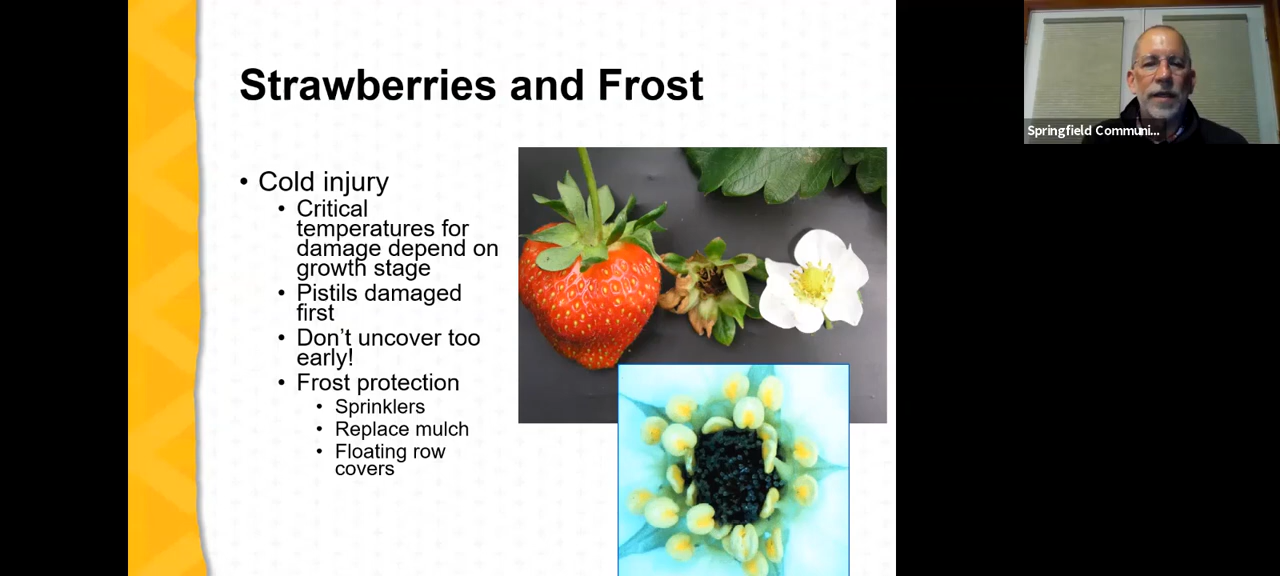 Strawberries and Frost
• Cold injury
• Critical
temperatures for
damage depend on
growth stage
• Pistils damaged
first
• Don’t uncover too
early!
• Frost protection
• Sprinklers
• Replace mulch
• Floating row
covers
Springfield Communi...